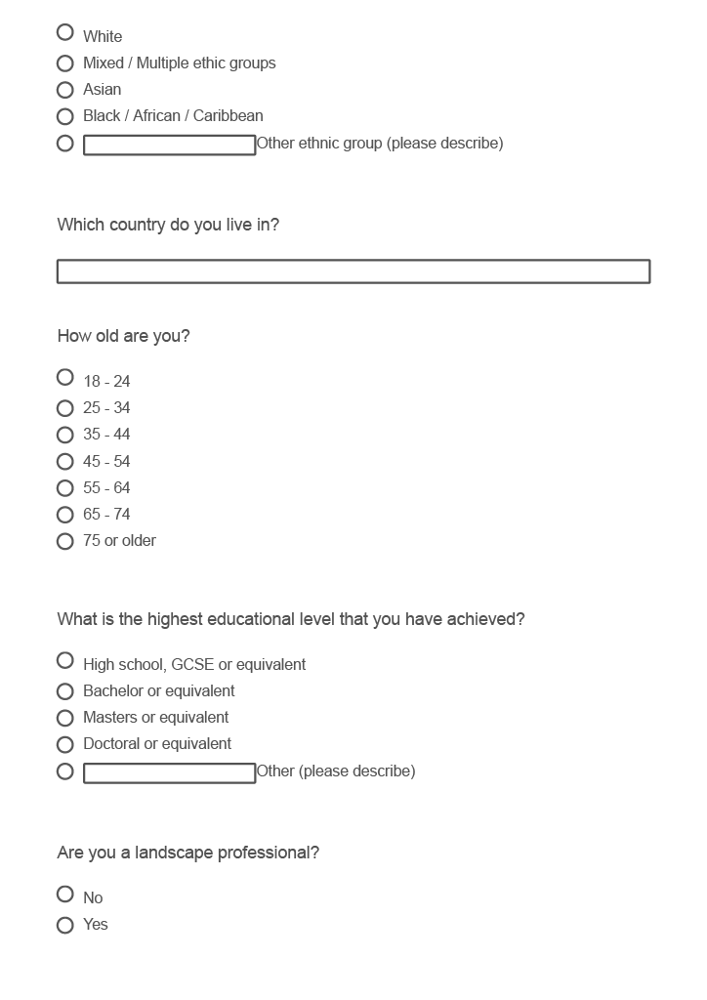 White
Mixed / Multiple ethic groups
Asian
Black / African / Caribbean
Other ethnic group (please describe)
Which country do you live in?
How old are you?
18 - 24
25 - 34
35 - 44
45 - 54
55 - 64
65 - 74
75 or older
What is the highest educational level that you have achieved?
High school, GCSE or equivalent
Bachelor or equivalent
Masters or equivalent
Doctoral or equivalent
Other (please describe)
Are you a landscape professional?
No
Yes